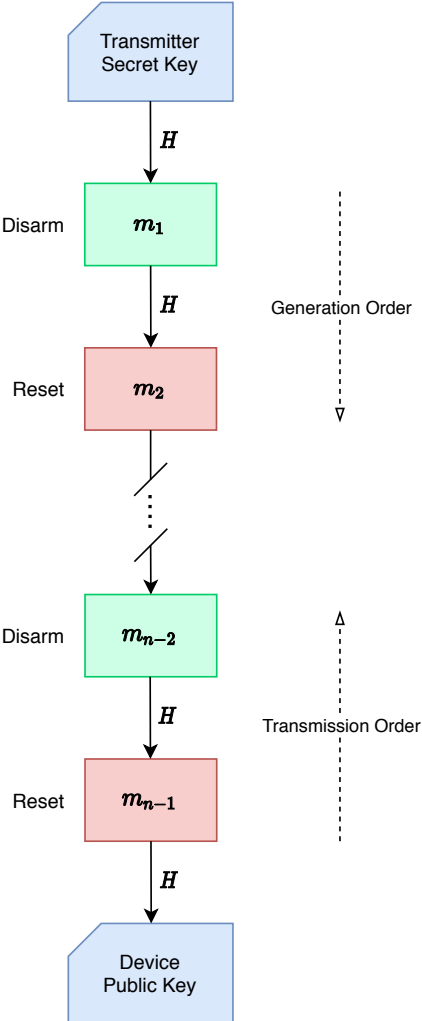 Transmitter
Secret Key
H
Disarm
m₁
H
Generation Order
Reset
m₂
Disarm
mₙ₋₂
H
Transmission Order
Reset
mₙ₋₁
H
Device
Public Key